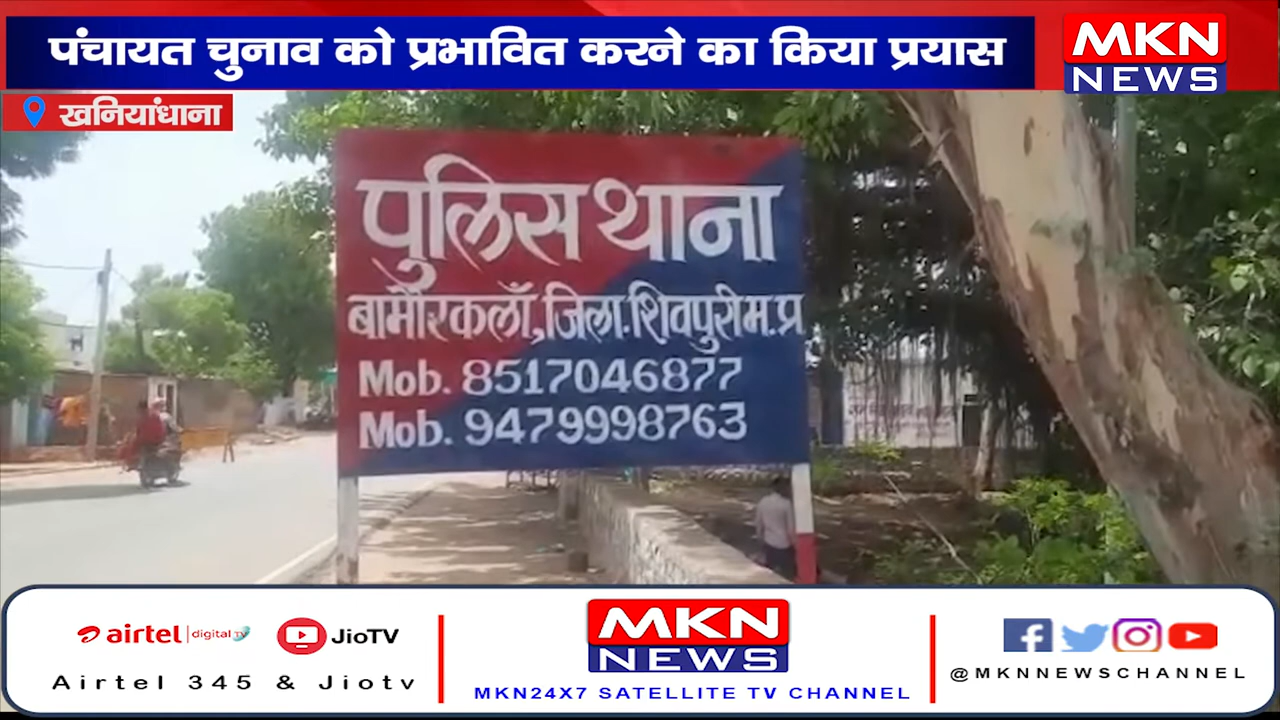 पंचायत चुनाव को प्रभावित करने का किया प्रयास
MKN
NEWS
खनियांधाना
पुलिस थाना
बामौरकलाँ, जिला.शिवपुरी म.प्र
Mob. 8517046877
Mob. 9479998763
airtel digital TV
JioTV
Airtel 345 & Jiotv
MKN
NEWS
MKN24X7 SATELLITE TV CHANNEL
@MKNNEWSCHANNEL